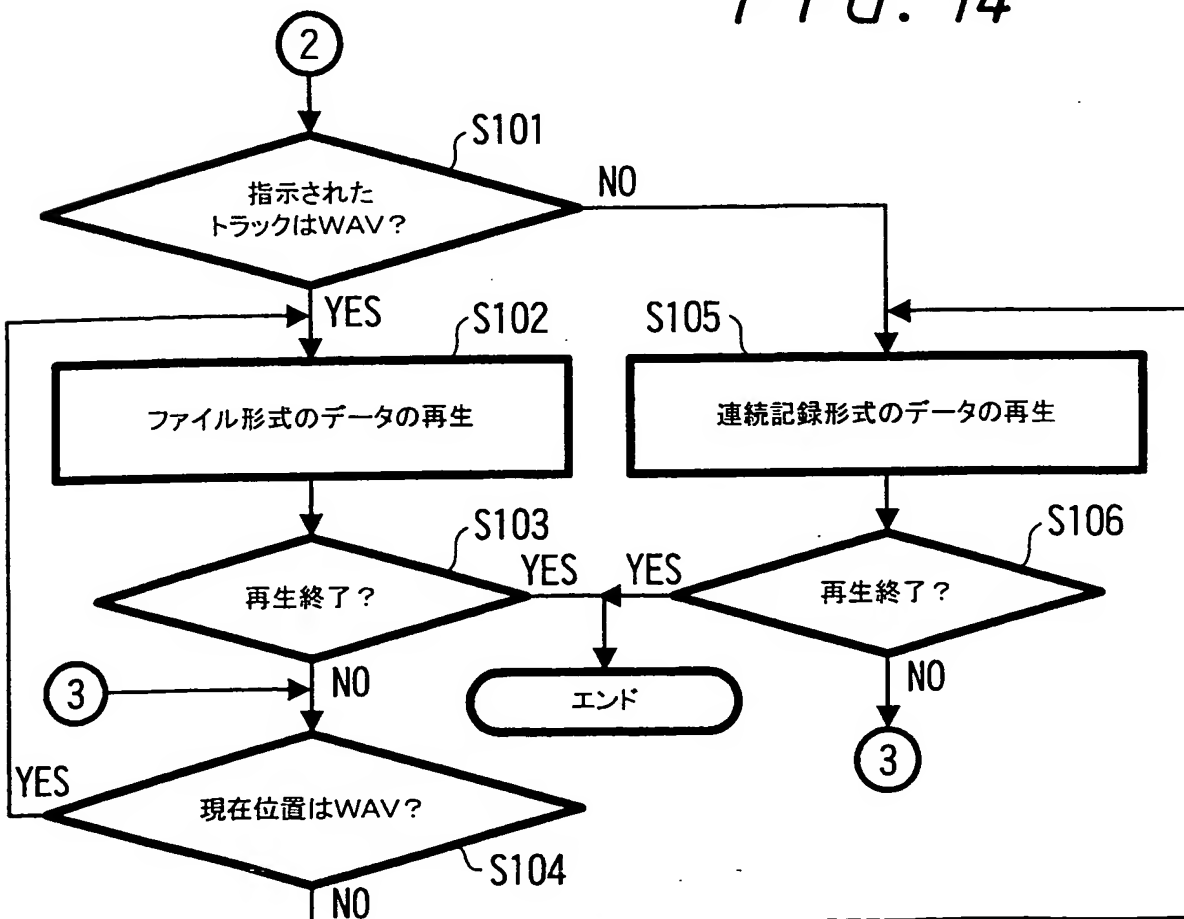 FIG. 14
2
S101
指示された
トラックはWAV?
NO
YES
S102
ファイル形式のデータの再生
S105
連続記録形式のデータの再生
S103
再生終了?
YES
YES
S106
再生終了?
NO
3
エンド
NO
3
YES
現在位置はWAV?
S104
NO